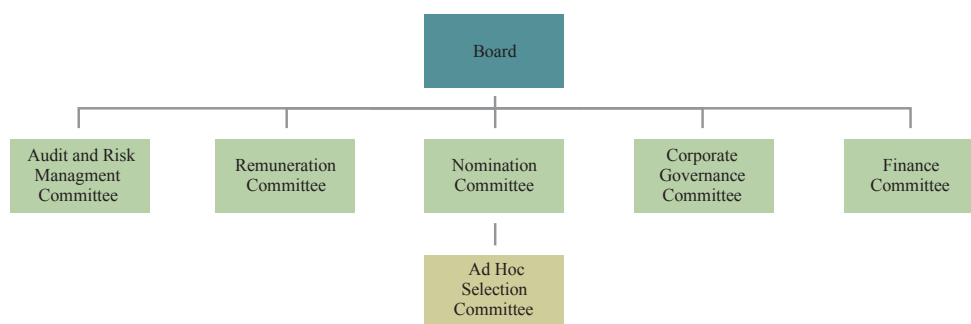 Board
Audit and Risk
Managment
Committee
Remuneration
Committee
Nomination
Committee
Corporate
Governance
Committee
Finance
Committee
Ad Hoc
Selection
Committee